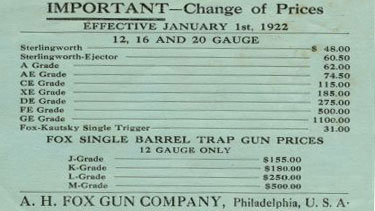 IMPORTANT—Change of Prices
EFFECTIVE JANUARY 1st, 1922
12, 16 AND 20 GAUGE
Sterlingworth $ 48.00
Sterlingworth-Ejector 60.50
A Grade 62.00
AE Grade 74.50
CE Grade 115.00
XE Grade 185.00
DE Grade 275.00
FE Grade 500.00
GE Grade 1100.00
Fox-Kautsky Single Trigger 31.00
FOX SINGLE BARREL TRAP GUN PRICES
12 GAUGE ONLY
J-Grade $155.00
K-Grade $180.00
L-Grade $250.00
M-Grade $500.00
A. H. FOX GUN COMPANY, Philadelphia, U. S. A.